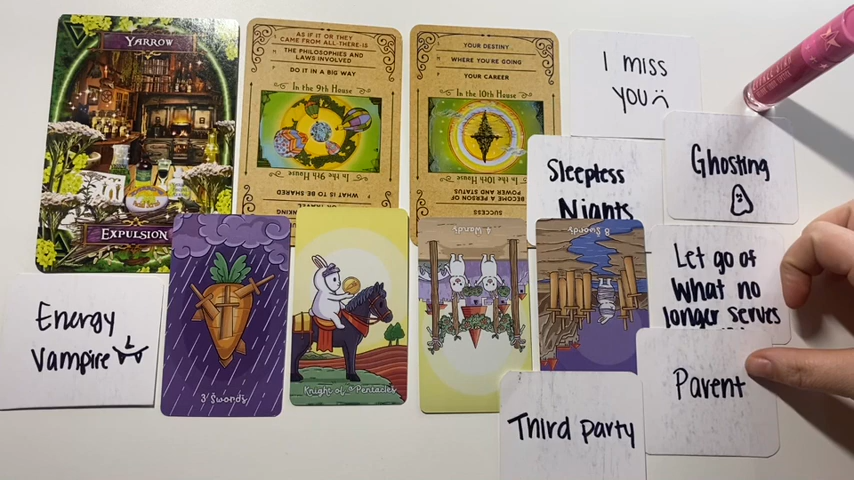 YARROW
EXPULSION
AS IF IT OR THEY
CAME FROM ALL-THERE-IS
THE PHILOSOPHIES AND
LAWS INVOLVED
DO IT IN A BIG WAY
In the 9th House
In the 9th House
WHAT IS TO BE SHARED
YOUR DESTINY
WHERE YOU'RE GOING
YOUR CAREER
In the 10th House
In the 10th House
BECOME A PERSON OF
POWER AND STATUS
SUCCESS
I miss
you
Sleepless
Nights
Ghosting
Let go of
What no
longer serves
Energy
Vampire
3 Swords
Knight of Pentacles
4 Wands
8 Swords
Third party
Parent